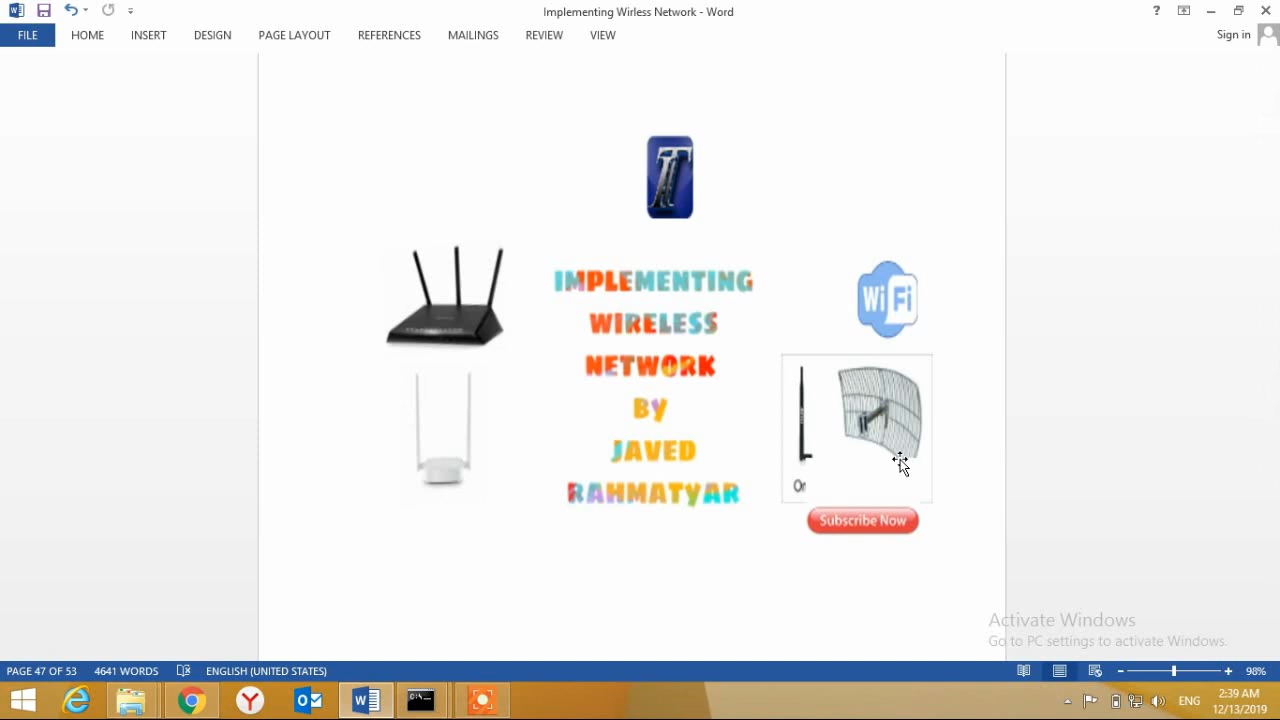 Implementing Wirless Network - Word
?
FILE
HOME
INSERT
DESIGN
PAGE LAYOUT
REFERENCES
MAILINGS
REVIEW
VIEW
Sign in
IMPLEMENTING
WIRELESS
NETWORK
BY
JAVED
RAHMATYAR
WiFi
Or
Subscribe Now
Activate Windows
Go to PC settings to activate Windows.
PAGE 47 OF 53
4641 WORDS
ENGLISH (UNITED STATES)
98%
ENG
2:39 AM
12/13/2019